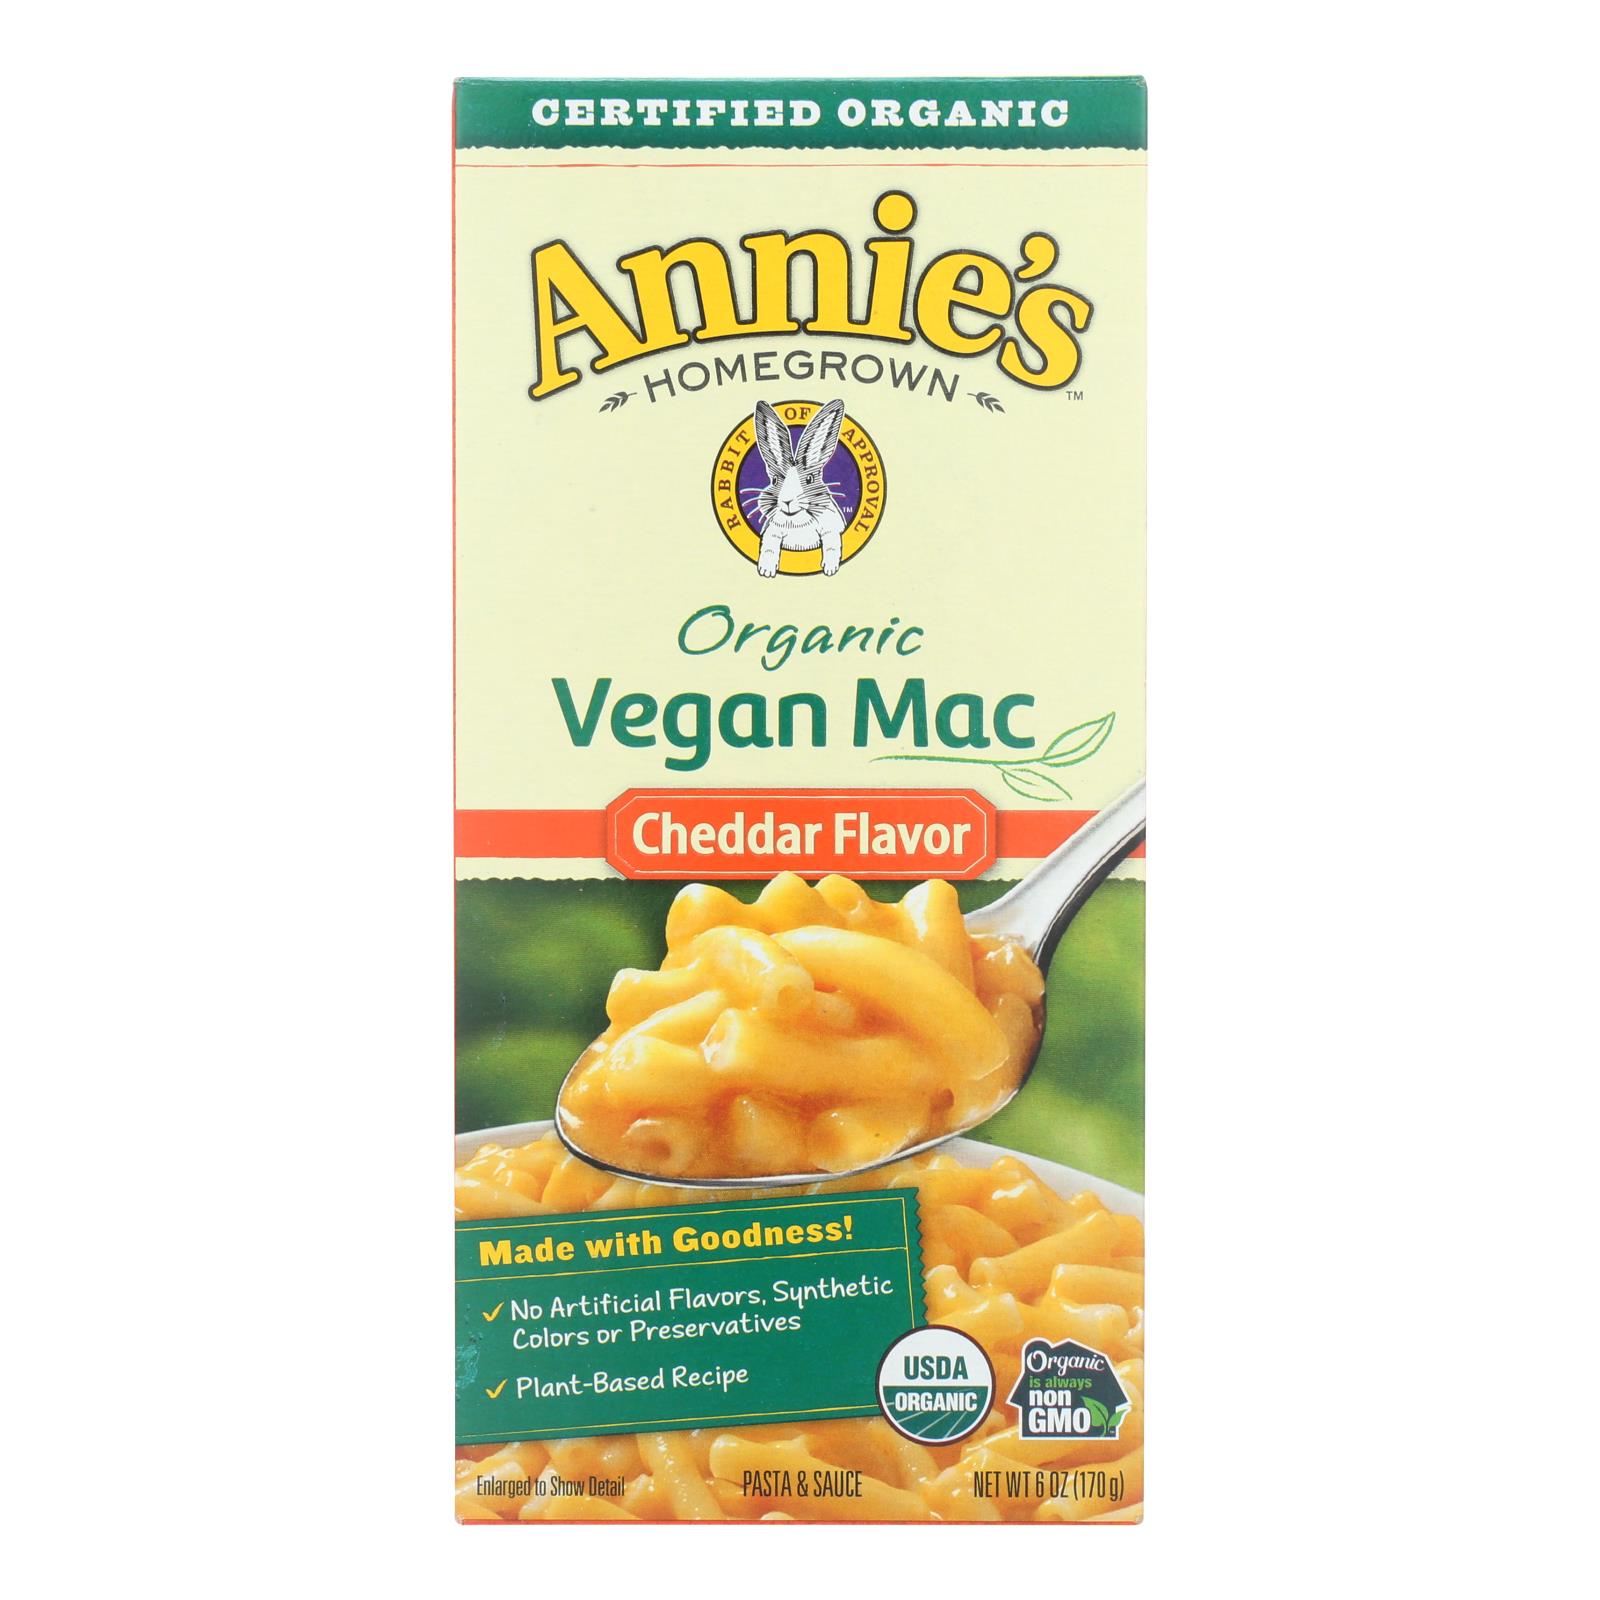 CERTIFIED ORGANIC
Annie's™
HOMEGROWN
RABBIT OF APPROVAL™
Organic
Vegan Mac
Cheddar Flavor
Made with Goodness!
✓ No Artificial Flavors, Synthetic
Colors or Preservatives
✓ Plant-Based Recipe
USDA
ORGANIC
Organic
is always
non
GMO
Enlarged to Show Detail
PASTA & SAUCE
NET WT 6 OZ (170 g)